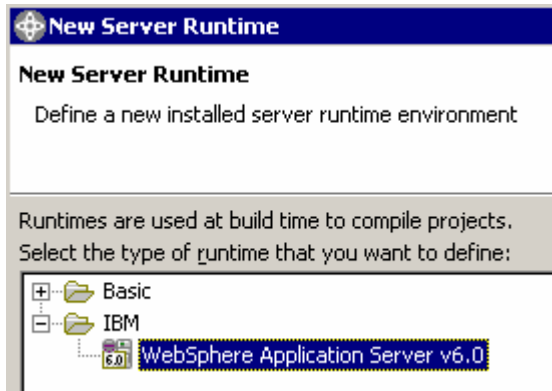 New Server Runtime
New Server Runtime
Define a new installed server runtime environment
Runtimes are used at build time to compile projects.
Select the type of runtime that you want to define:
Basic
IBM
6.0 WebSphere Application Server v6.0